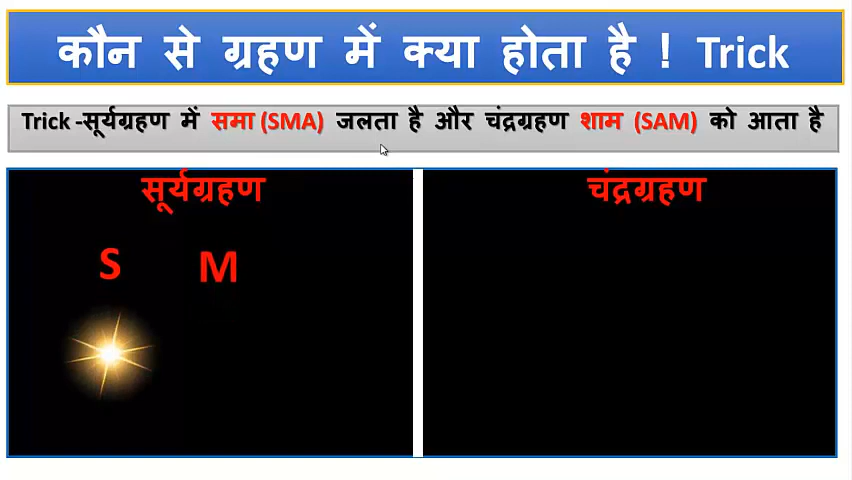 कौन से ग्रहण में क्या होता है ! Trick
Trick -सूर्यग्रहण में समा (SMA) जलता है और चंद्रग्रहण शाम (SAM) को आता है
सूर्यग्रहण
S M
चंद्रग्रहण